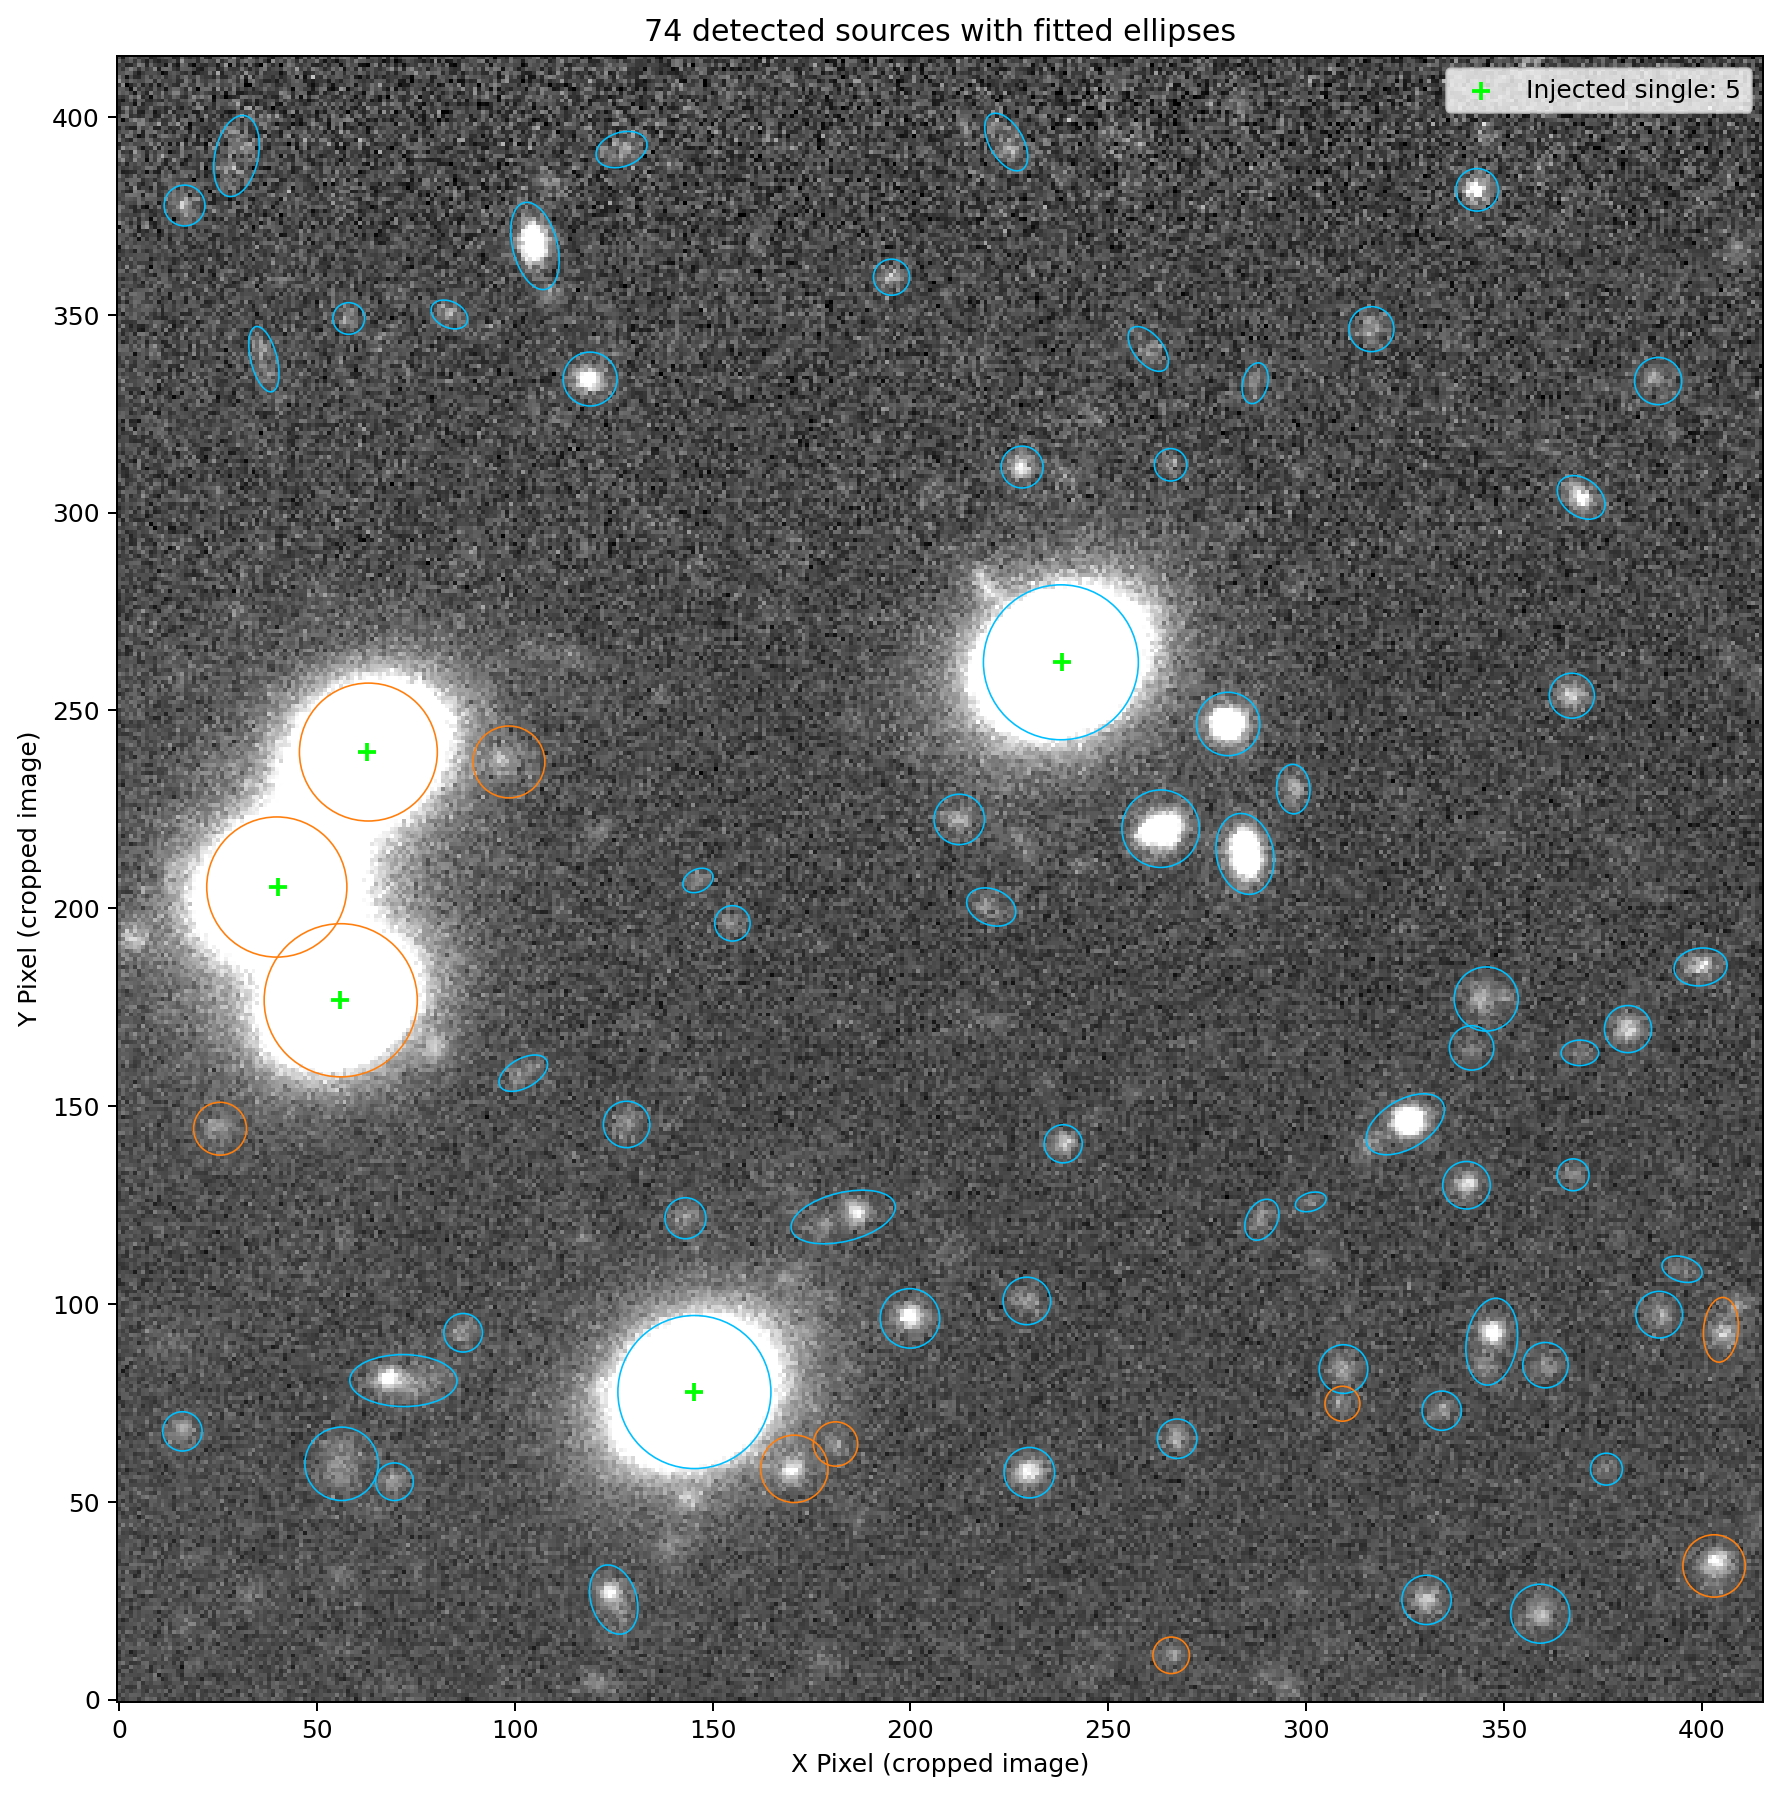 74 detected sources with fitted ellipses
Injected single: 5
Y Pixel (cropped image)
400
350
300
250
200
150
100
50
0
0 50 100 150 200 250 300 350 400
X Pixel (cropped image)